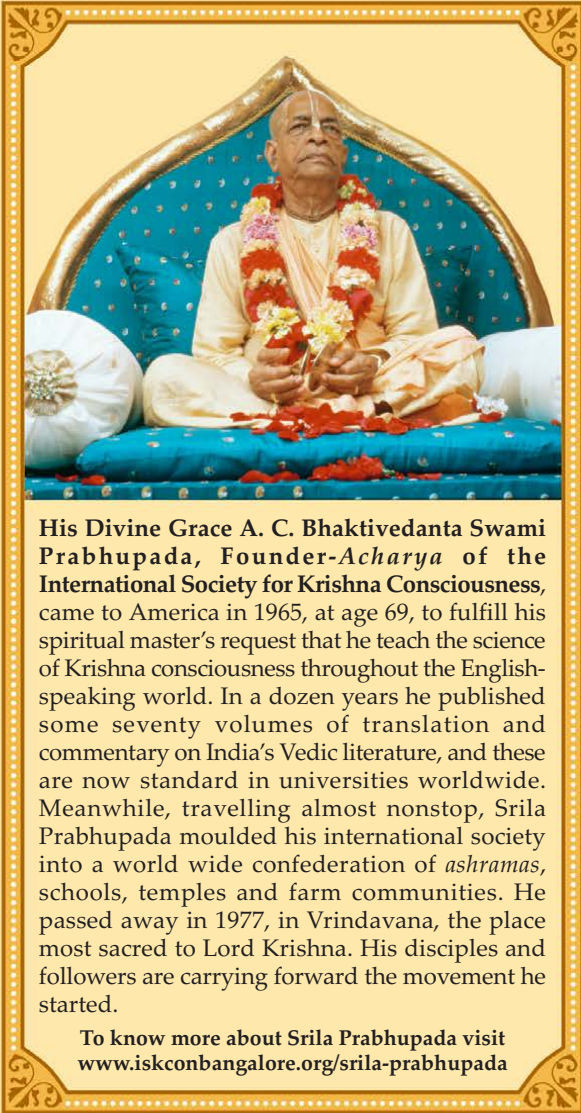 His Divine Grace A. C. Bhaktivedanta Swami
Prabhupada, Founder-Acharya of the
International Society for Krishna Consciousness,
came to America in 1965, at age 69, to fulfill his
spiritual master's request that he teach the science
of Krishna consciousness throughout the English-
speaking world. In a dozen years he published
some seventy volumes of translation and
commentary on India's Vedic literature, and these
are now standard in universities worldwide.
Meanwhile, travelling almost nonstop, Srila
Prabhupada moulded his international society
into a world wide confederation of ashramas,
schools, temples and farm communities. He
passed away in 1977, in Vrindavana, the place
most sacred to Lord Krishna. His disciples and
followers are carrying forward the movement he
started.
To know more about Srila Prabhupada visit
www.iskconbangalore.org/srila-prabhupada